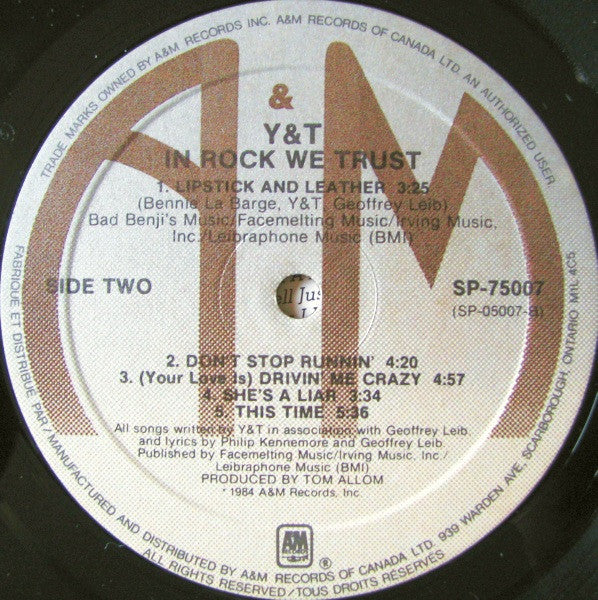 TRADE MARKS OWNED BY A&M RECORDS INC. A&M RECORDS OF CANADA LTD. AN AUTHORIZED USER
&
Y&T
IN ROCK WE TRUST
1. LIPSTICK AND LEATHER 3:25
(Bennie La Barge, Y&T, Geoffrey Leib)
Bad Benji's Music/Facemelting Music/Irving Music,
Inc./Leibraphone Music (BMI)
SIDE TWO
SP-75007
(SP-05007-B)
ell Jus
2. DON'T STOP RUNNIN' 4:20
3. (Your Love Is) DRIVIN' ME CRAZY 4:57
4. SHE'S A LIAR 3:34
5. THIS TIME 5:36
All songs written by Y&T in association with Geoffrey Leib.
and lyrics by Philip Kennemore and Geoffrey Leib.
Published by Facemelting Music/Irving Music, Inc./
Leibraphone Music (BMI)
PRODUCED BY TOM ALLOM
1984 A&M Records, Inc.
A&M
RECORDS
®
FABRIQUE ET DISTRIBUE PAR/MANUFACTURED AND DISTRIBUTED BY A&M RECORDS OF CANADA LTD. 939 WARDEN AVE, SCARBOROUGH, ONTARIO M1L 4C5
ALL RIGHTS RESERVED/TOUS DROITS RÉSERVÉS